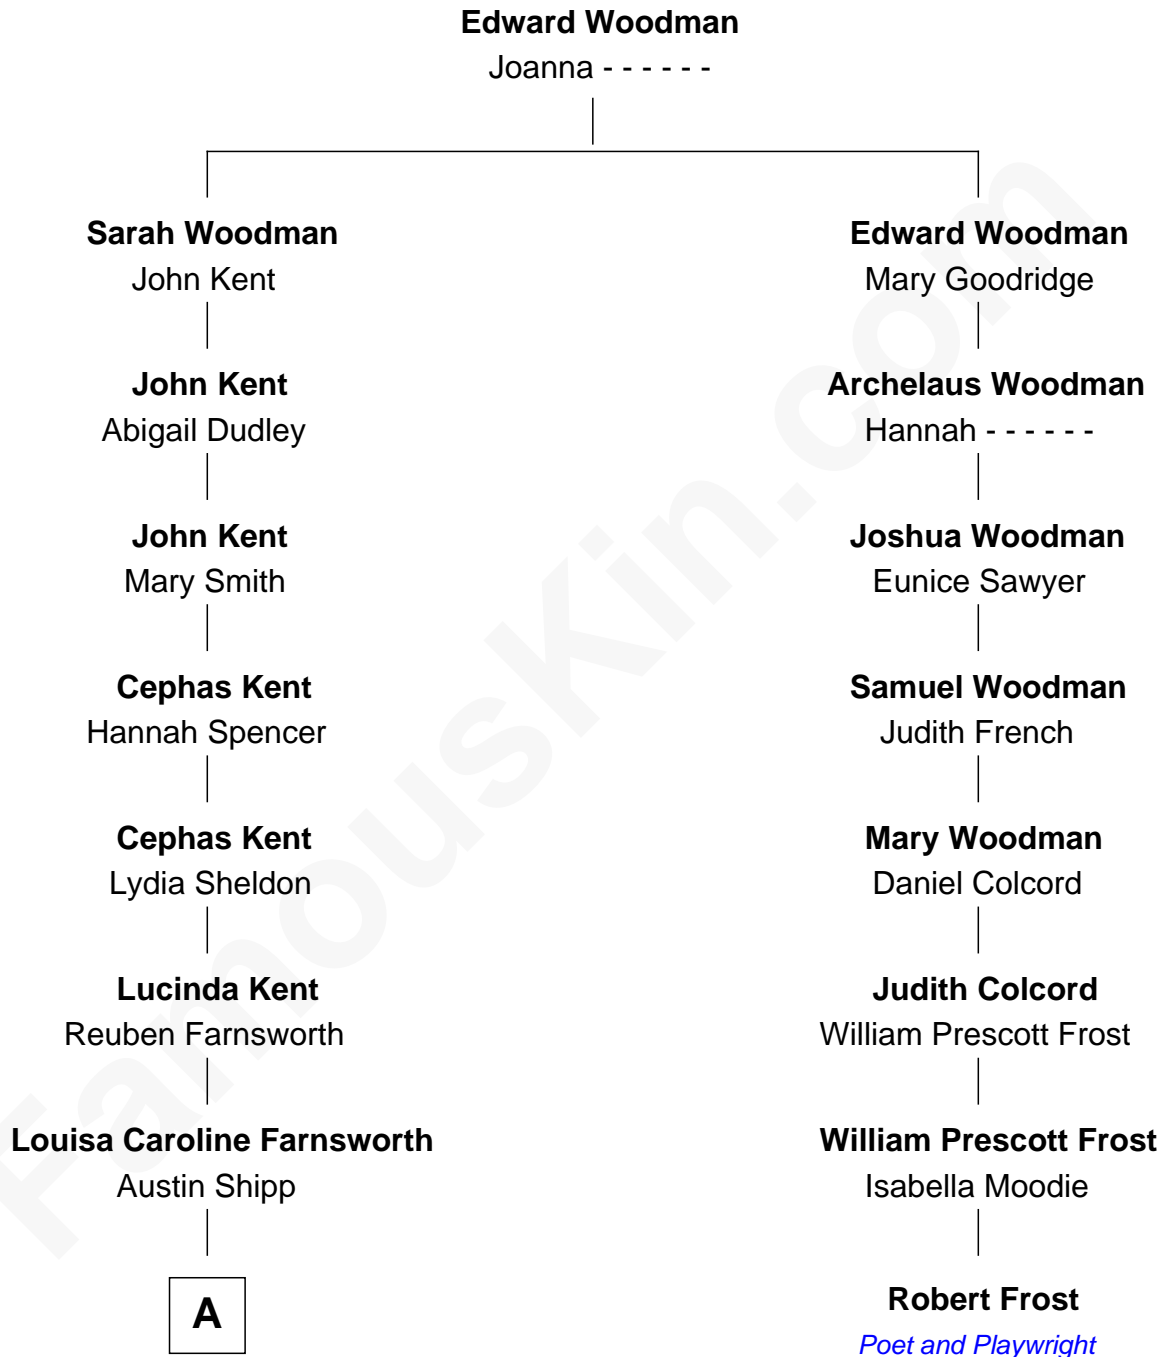 Edward Woodman
Joanna - - - - - -
Sarah Woodman
John Kent
John Kent
Abigail Dudley
John Kent
Mary Smith
Cephas Kent
Hannah Spencer
Cephas Kent
Lydia Sheldon
Lucinda Kent
Reuben Farnsworth
Louisa Caroline Farnsworth
Austin Shipp
A
Edward Woodman
Mary Goodridge
Archelaus Woodman
Hannah - - - - - -
Joshua Woodman
Eunice Sawyer
Samuel Woodman
Judith French
Mary Woodman
Daniel Colcord
Judith Colcord
William Prescott Frost
William Prescott Frost
Isabella Moodie
Robert Frost
Poet and Playwright
FamousKin.com